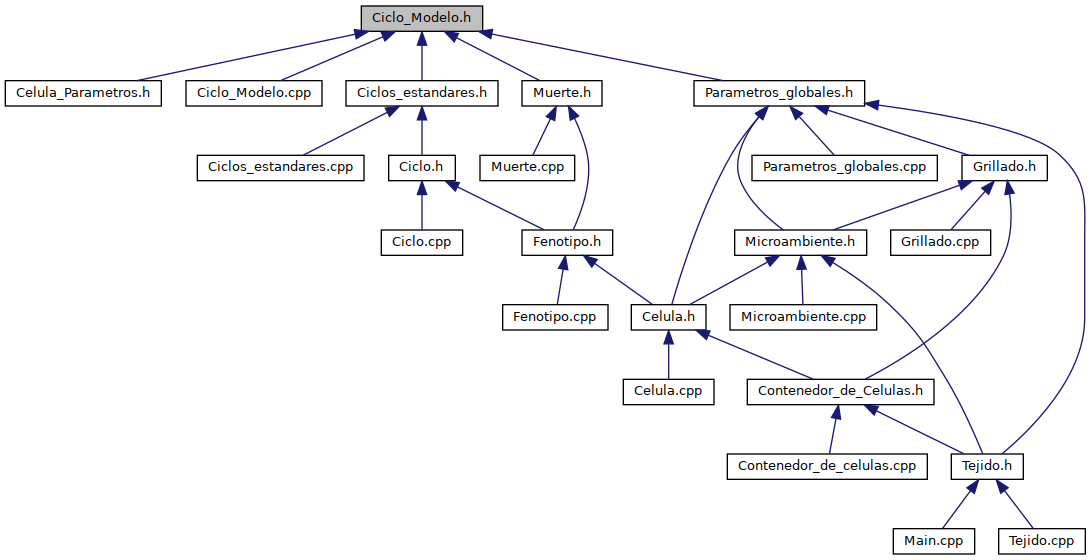 Ciclo_Modelo.h
Celula_Parametros.h
Ciclo_Modelo.cpp
Ciclos_estandares.h
Muerte.h
Parametros_globales.h
Ciclos_estandares.cpp
Ciclo.h
Muerte.cpp
Parametros_globales.cpp
Grillado.h
Ciclo.cpp
Fenotipo.h
Microambiente.h
Grillado.cpp
Fenotipo.cpp
Celula.h
Microambiente.cpp
Celula.cpp
Contenedor_de_Celulas.h
Contenedor_de_celulas.cpp
Tejido.h
Main.cpp
Tejido.cpp